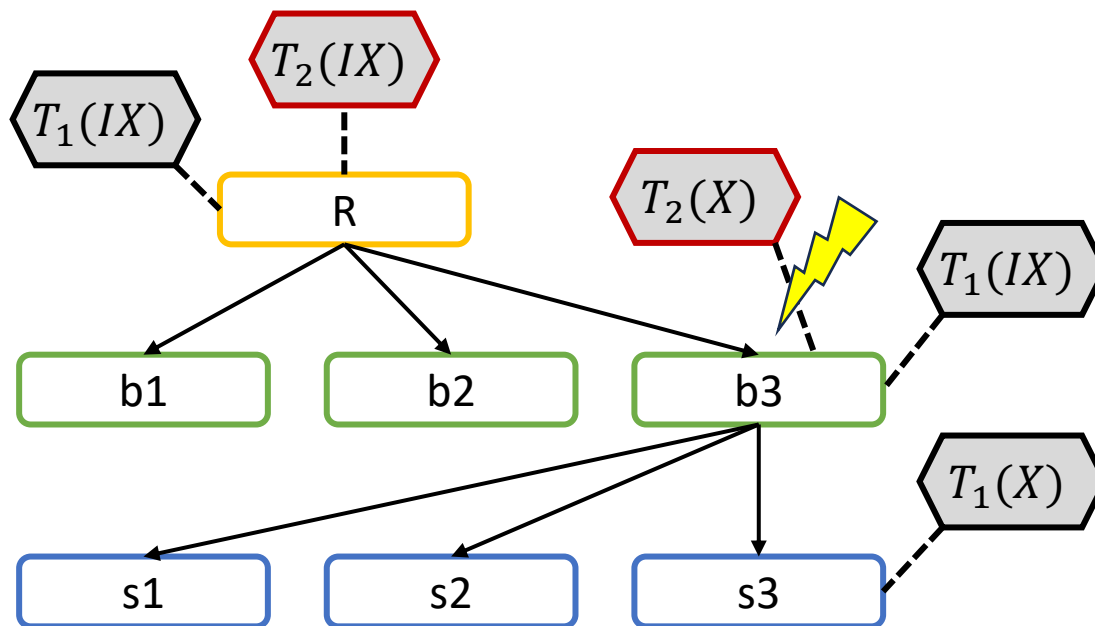 T₂(IX)
T₁(IX)
R
T₂(X)
T₁(IX)
b1 b2 b3
T₁(X)
s1 s2 s3